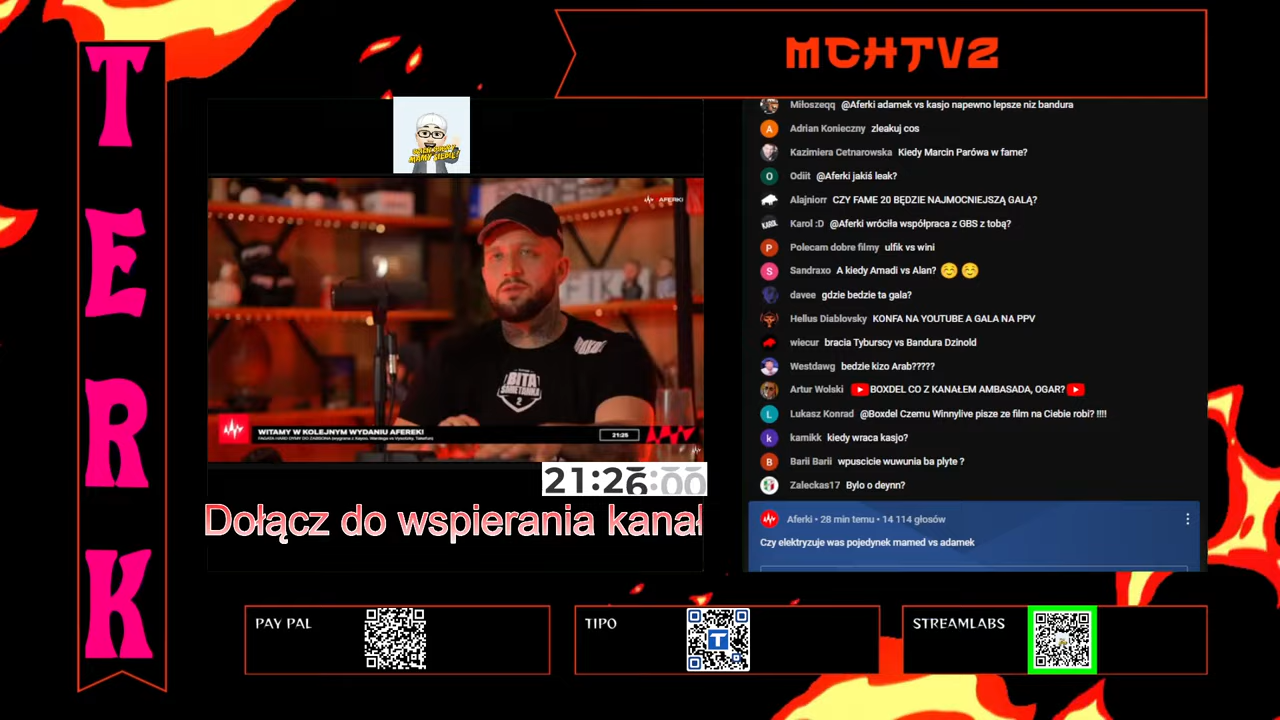 TERK
MCHTV2
MAMY CIEBIE!
AFERKI
BITA
ŚMIETANKA
2
WITAMY W KOLEJNYM WYDANIU AFEREK!
21:25
21:26:00
Dołącz do wspierania kanał
Miłoszeqq @Aferki adamek vs kasjo napewno lepsze niz bandura
Adrian Konieczny zleakuj cos
Kazimiera Cetnarowska Kiedy Marcin Parówa w fame?
Odiit @Aferki jakiś leak?
Alajniorr CZY FAME 20 BĘDZIE NAJMOCNIEJSZĄ GALĄ?
Karol :D @Aferki wróciła współpraca z GBS z tobą?
Polecam dobre filmy ulfik vs wini
Sandraxo A kiedy Amadi vs Alan? ☺️ ☺️
davee gdzie bedzie ta gala?
Hellus Diablovsky KONFA NA YOUTUBE A GALA NA PPV
wiecur bracia Tyburscy vs Bandura Dzinold
Westdawg bedzie kizo Arab?????
Artur Wolski BOXDEL CO Z KANAŁEM AMBASADA, OGAR?
Lukasz Konrad @Boxdel Czemu Winnylive pisze ze film na Ciebie robi? !!!!
kamikk kiedy wraca kasjo?
Barii Barii wpuscicie wuwunia ba plyte ?
Zaleckas17 Bylo o deynn?
Aferki • 28 min temu • 14 114 głosów
Czy elektryzuje was pojedynek mamed vs adamek
PAY PAL
TIPO
T
STREAMLABS